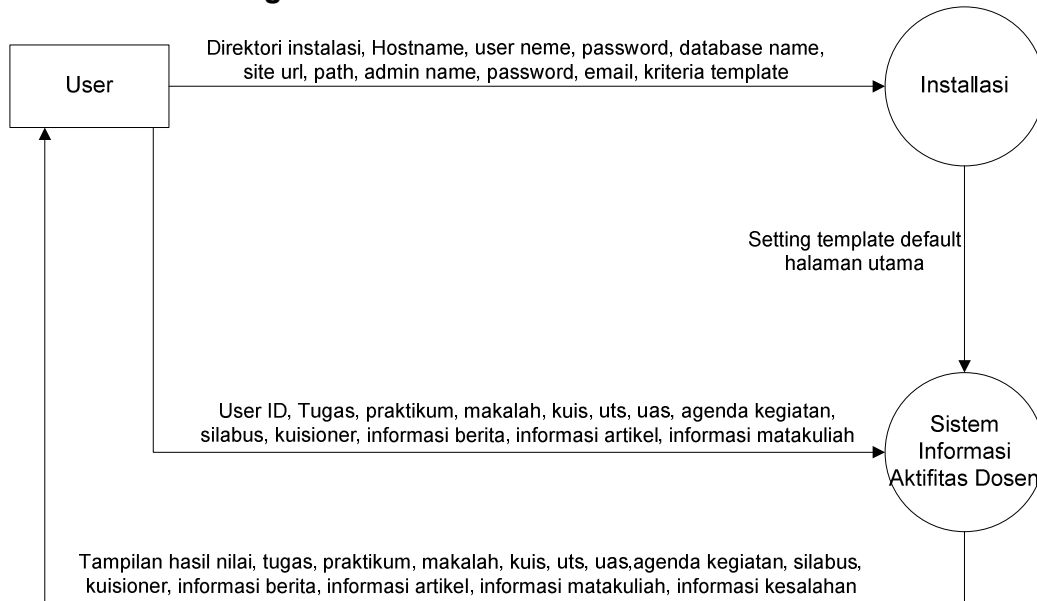 Direktori instalasi, Hostname, user neme, password, database name,
site url, path, admin name, password, email, kriteria template
User
Installasi
Setting template default
halaman utama
User ID, Tugas, praktikum, makalah, kuis, uts, uas, agenda kegiatan,
silabus, kuisioner, informasi berita, informasi artikel, informasi matakuliah
Sistem
Informasi
Aktifitas Dosen
Tampilan hasil nilai, tugas, praktikum, makalah, kuis, uts, uas,agenda kegiatan, silabus,
kuisioner, informasi berita, informasi artikel, informasi matakuliah, informasi kesalahan